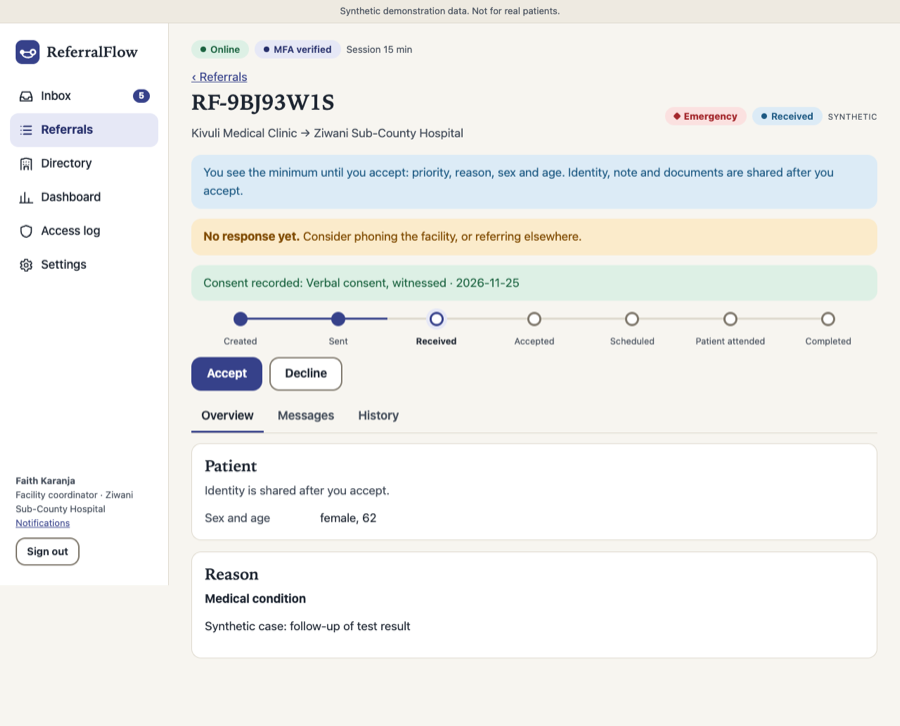 Synthetic demonstration data. Not for real patients.
ReferralFlow
Inbox 5
Referrals
Directory
Dashboard
Access log
Settings
Faith Karanja
Facility coordinator · Ziwani
Sub-County Hospital
Notifications
Sign out
Online MFA verified Session 15 min
‹ Referrals
RF-9BJ93W1S
Kivuli Medical Clinic → Ziwani Sub-County Hospital
Emergency Received SYNTHETIC
You see the minimum until you accept: priority, reason, sex and age. Identity, note and documents are shared after you
accept.
No response yet. Consider phoning the facility, or referring elsewhere.
Consent recorded: Verbal consent, witnessed · 2026-11-25
Created Sent Received Accepted Scheduled Patient attended Completed
Accept Decline
Overview Messages History
Patient
Identity is shared after you accept.
Sex and age female, 62
Reason
Medical condition
Synthetic case: follow-up of test result